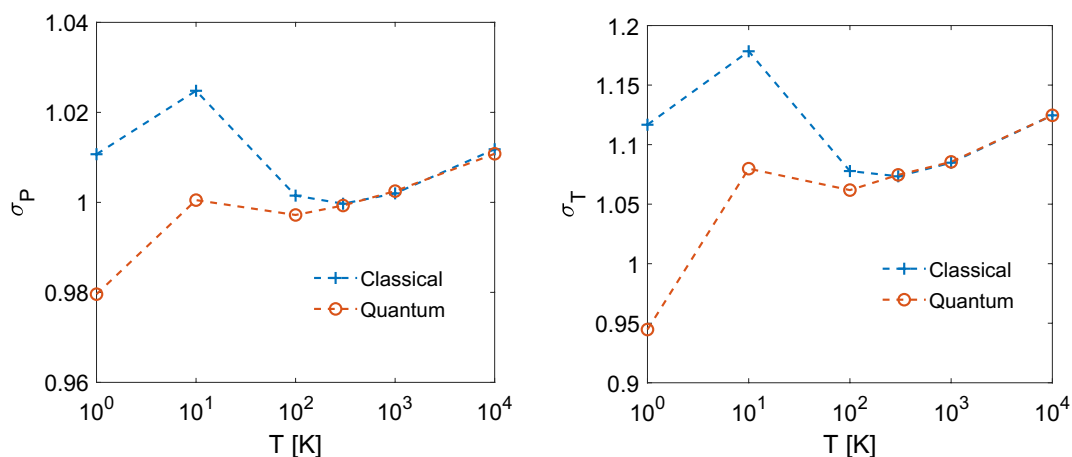 1.04
1.02
1
0.98
0.96
σ_P
Classical
Quantum
10^0 10^1 10^2 10^3 10^4
T [K]
1.2
1.15
1.1
1.05
1
0.95
0.9
σ_T
Classical
Quantum
10^0 10^1 10^2 10^3 10^4
T [K]